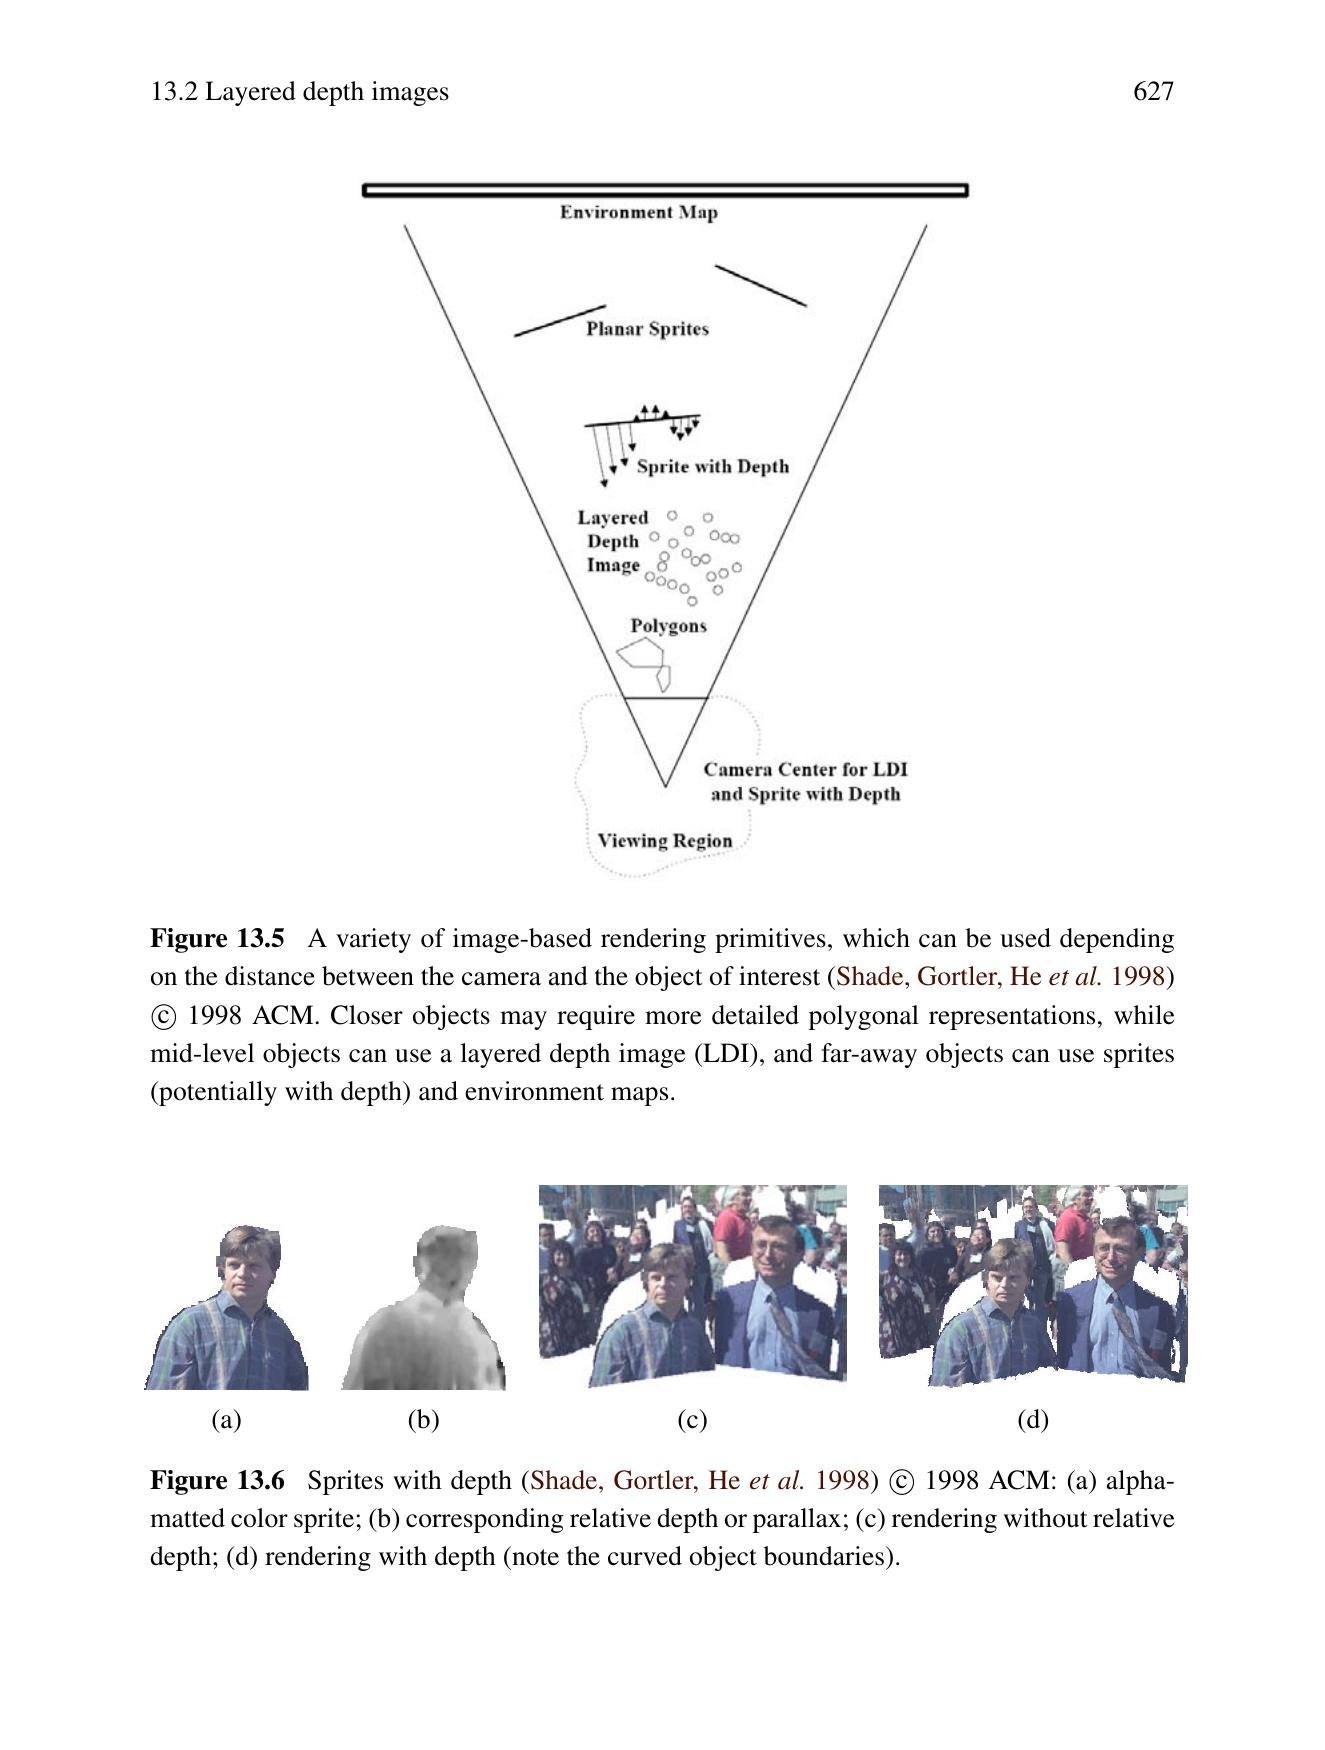 13.2 Layered depth images 627
Environment Map
Planar Sprites
Sprite with Depth
Layered
Depth
Image
Polygons
Camera Center for LDI
and Sprite with Depth
Viewing Region
Figure 13.5 A variety of image-based rendering primitives, which can be used depending
on the distance between the camera and the object of interest (Shade, Gortler, He et al. 1998)
© 1998 ACM. Closer objects may require more detailed polygonal representations, while
mid-level objects can use a layered depth image (LDI), and far-away objects can use sprites
(potentially with depth) and environment maps.
(a) (b) (c) (d)
Figure 13.6 Sprites with depth (Shade, Gortler, He et al. 1998) © 1998 ACM: (a) alpha-
matted color sprite; (b) corresponding relative depth or parallax; (c) rendering without relative
depth; (d) rendering with depth (note the curved object boundaries).